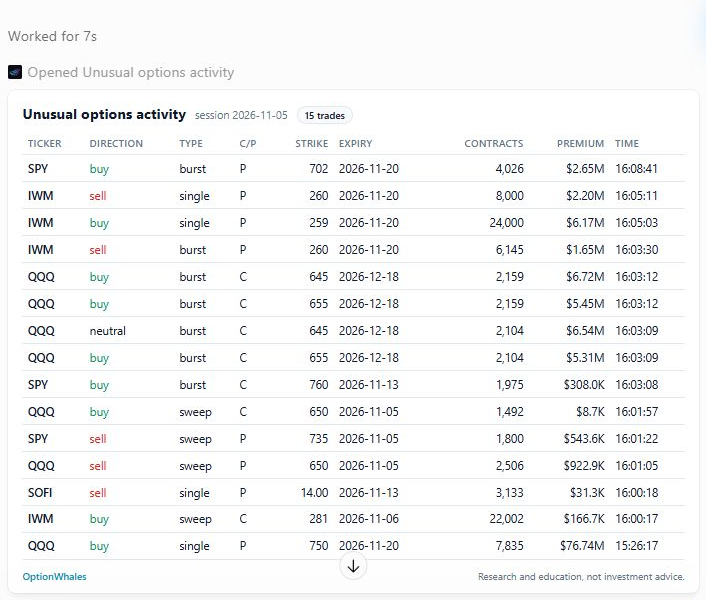 Worked for 7s
Opened Unusual options activity
Unusual options activity session 2026-11-05 15 trades
TICKER DIRECTION TYPE C/P STRIKE EXPIRY CONTRACTS PREMIUM TIME
SPY buy burst P 702 2026-11-20 4,026 $2.65M 16:08:41
IWM sell single P 260 2026-11-20 8,000 $2.20M 16:05:11
IWM buy single P 259 2026-11-20 24,000 $6.17M 16:05:03
IWM sell burst P 260 2026-11-20 6,145 $1.65M 16:03:30
QQQ buy burst C 645 2026-12-18 2,159 $6.72M 16:03:12
QQQ buy burst C 655 2026-12-18 2,159 $5.45M 16:03:12
QQQ neutral burst C 645 2026-12-18 2,104 $6.54M 16:03:09
QQQ buy burst C 655 2026-12-18 2,104 $5.31M 16:03:09
SPY buy burst C 760 2026-11-13 1,975 $308.0K 16:03:08
QQQ buy sweep C 650 2026-11-05 1,492 $8.7K 16:01:57
SPY sell sweep P 735 2026-11-05 1,800 $543.6K 16:01:22
QQQ sell sweep P 650 2026-11-05 2,506 $922.9K 16:01:05
SOFI sell single P 14.00 2026-11-13 3,133 $31.3K 16:00:18
IWM buy sweep C 281 2026-11-06 22,002 $166.7K 16:00:17
QQQ buy single P 750 2026-11-20 7,835 $76.74M 15:26:17
OptionWhales Research and education, not investment advice.